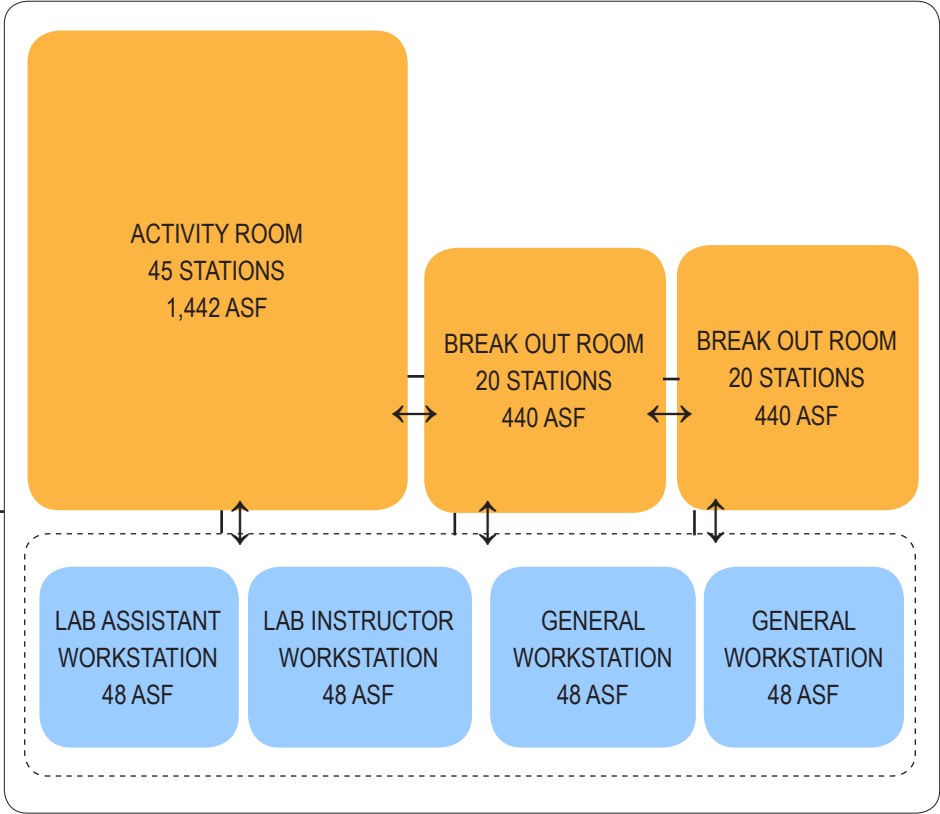 ACTIVITY ROOM
45 STATIONS
1,442 ASF
BREAK OUT ROOM
20 STATIONS
440 ASF
BREAK OUT ROOM
20 STATIONS
440 ASF
LAB ASSISTANT
WORKSTATION
48 ASF
LAB INSTRUCTOR
WORKSTATION
48 ASF
GENERAL
WORKSTATION
48 ASF
GENERAL
WORKSTATION
48 ASF